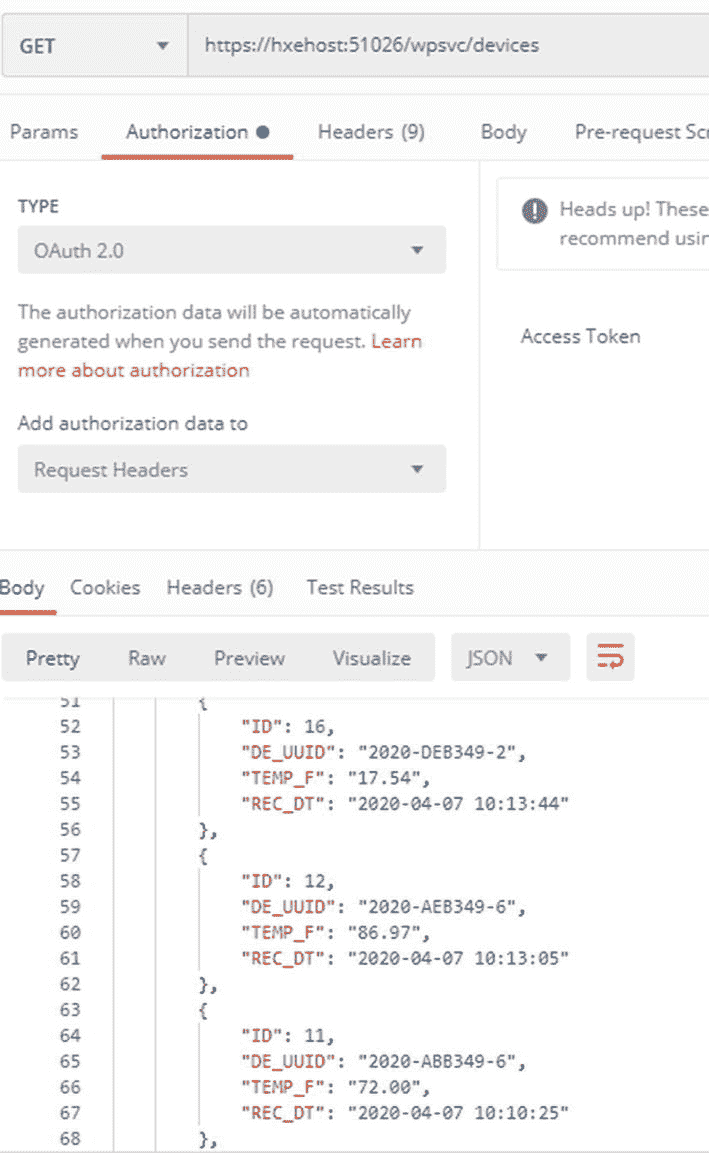 GET https://hxehost:51026/wpsvc/devices
Params Authorization Headers (9) Body Pre-request Scr
TYPE
OAuth 2.0
The authorization data will be automatically
generated when you send the request. Learn
more about authorization
Add authorization data to
Request Headers
Heads up! These
recommend usin
Access Token
Body Cookies Headers (6) Test Results
Pretty Raw Preview Visualize JSON
51 {
52 "ID": 16,
53 "DE_UUID": "2020-DEB349-2",
54 "TEMP_F": "17.54",
55 "REC_DT": "2020-04-07 10:13:44"
56 },
57 {
58 "ID": 12,
59 "DE_UUID": "2020-AEB349-6",
60 "TEMP_F": "86.97",
61 "REC_DT": "2020-04-07 10:13:05"
62 },
63 {
64 "ID": 11,
65 "DE_UUID": "2020-ABB349-6",
66 "TEMP_F": "72.00",
67 "REC_DT": "2020-04-07 10:10:25"
68 },